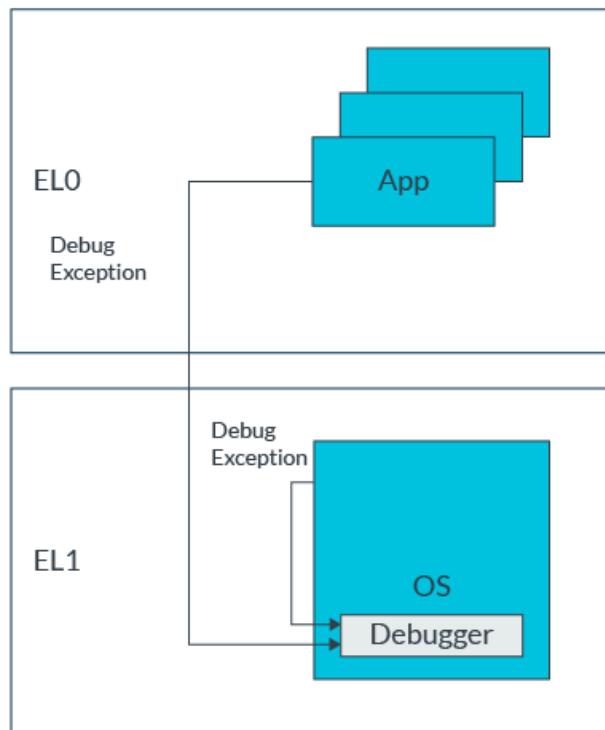 App
EL0
Debug
Exception
Debug
Exception
EL1
OS
Debugger